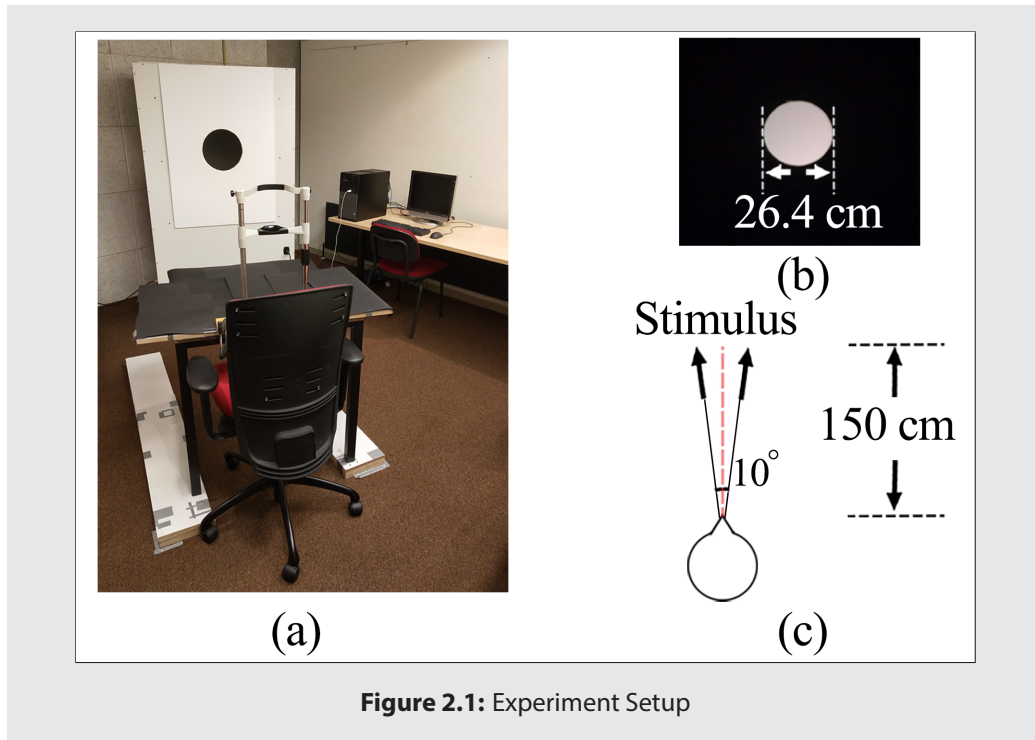 26.4 cm
(b)
Stimulus
150 cm
10°
(a)
(c)
Figure 2.1: Experiment Setup